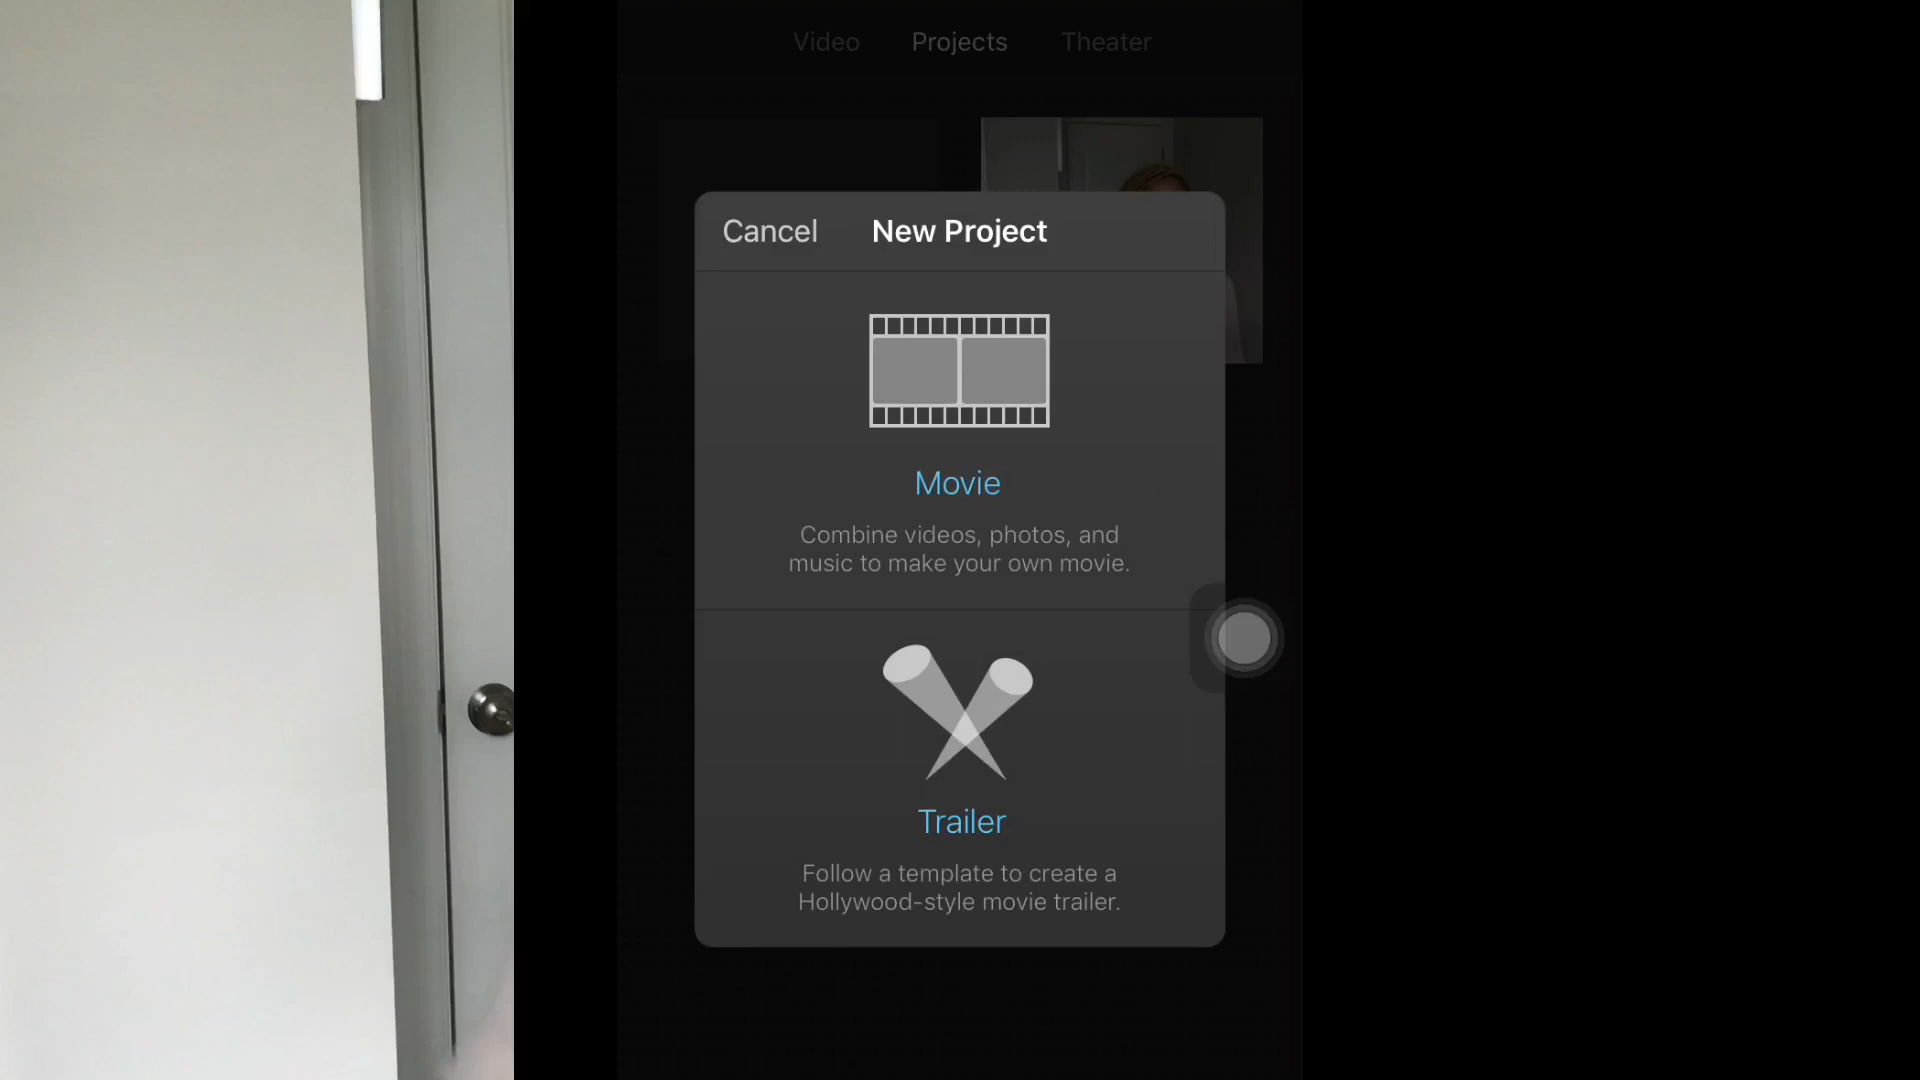 Video Projects Theater
Cancel New Project
Movie
Combine videos, photos, and
music to make your own movie.
Trailer
Follow a template to create a
Hollywood-style movie trailer.